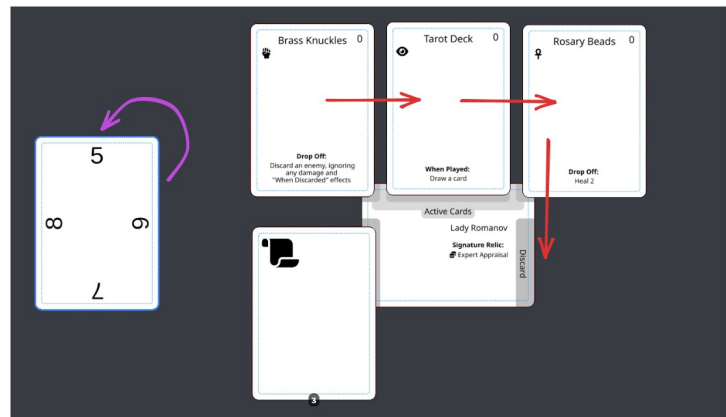 Brass Knuckles 0
Drop Off:
Discard an enemy, ignoring
any damage and
"When Discarded" effects
Tarot Deck 0
When Played:
Draw a card
Rosary Beads 0
Drop Off:
Heal 2
5
8
6
7
Active Cards
Lady Romanov
Signature Relic:
Expert Appraisal
Discard
3